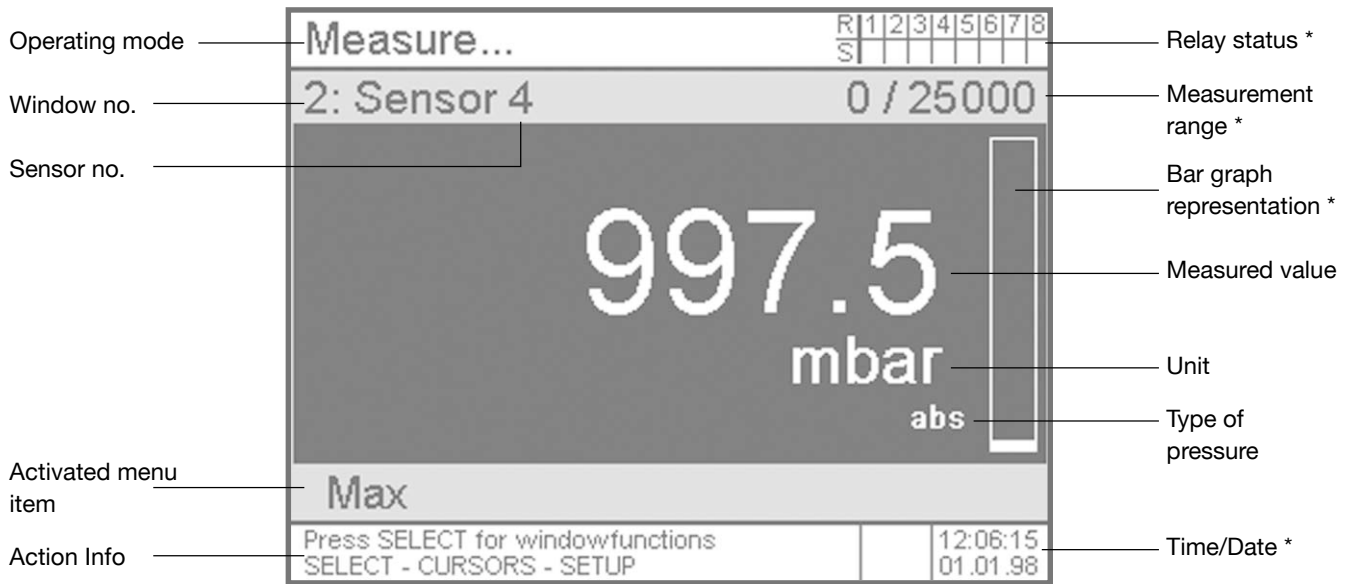 Operating mode
Window no.
Sensor no.
Activated menu
item
Action Info
Measure...
R 1 2 3 4 5 6 7 8
S
2: Sensor 4
0 / 25000
997.5
mbar
abs
Max
Press SELECT for windowfunctions
SELECT - CURSORS - SETUP
12:06:15
01.01.98
Relay status *
Measurement
range *
Bar graph
representation *
Measured value
Unit
Type of
pressure
Time/Date *